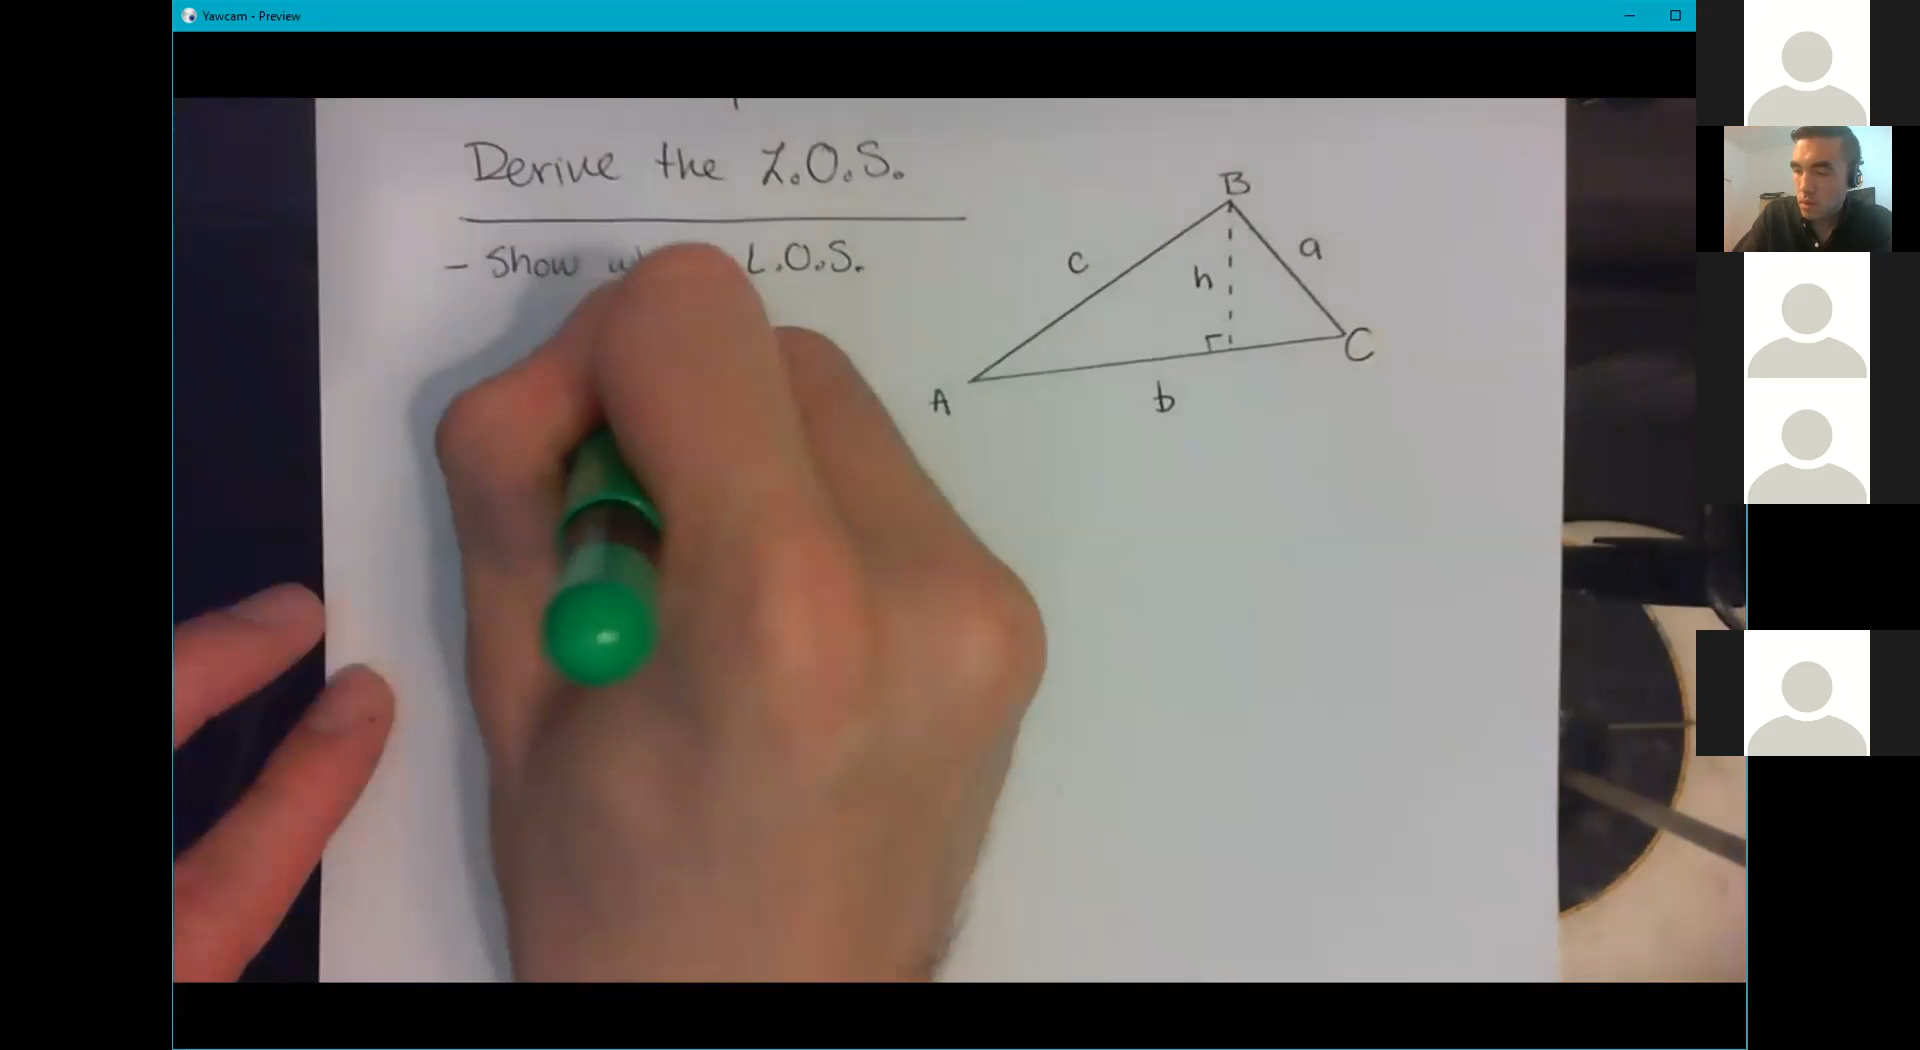 Yawcam - Preview
Derive the L.O.S.
- Show L.O.S.
B
c
a
h
C
A
b